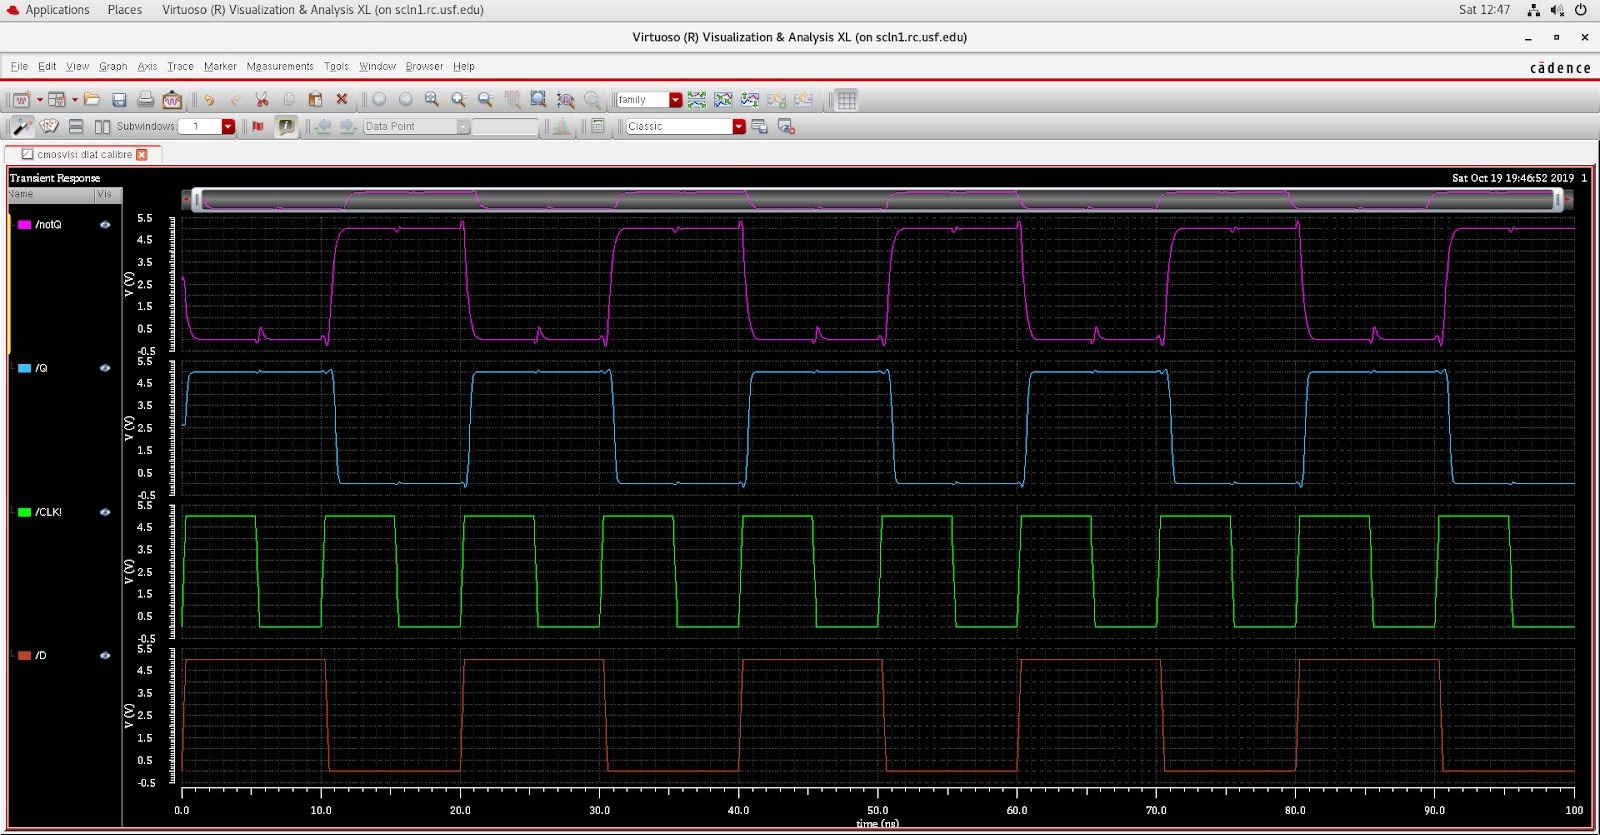 Applications Places Virtuoso (R) Visualization & Analysis XL (on scln1.rc.usf.edu) Sat 12:47
Virtuoso (R) Visualization & Analysis XL (on scln1.rc.usf.edu)
File Edit View Graph Axis Trace Marker Measurements Tools Window Browser Help
cādence
family
Subwindows: 1 Data Point Classic
cmosvlsi dlat calibre
Transient Response Sat Oct 19 19:46:52 2019 1
Name Vis
/notQ
5.5
4.5
3.5
2.5
1.5
0.5
-0.5
V (V)
/Q
5.5
4.5
3.5
2.5
1.5
0.5
-0.5
V (V)
/CLK!
5.5
4.5
3.5
2.5
1.5
0.5
-0.5
V (V)
/D
5.5
4.5
3.5
2.5
1.5
0.5
-0.5
V (V)
0.0 10.0 20.0 30.0 40.0 50.0 60.0 70.0 80.0 90.0 100
time (ns)